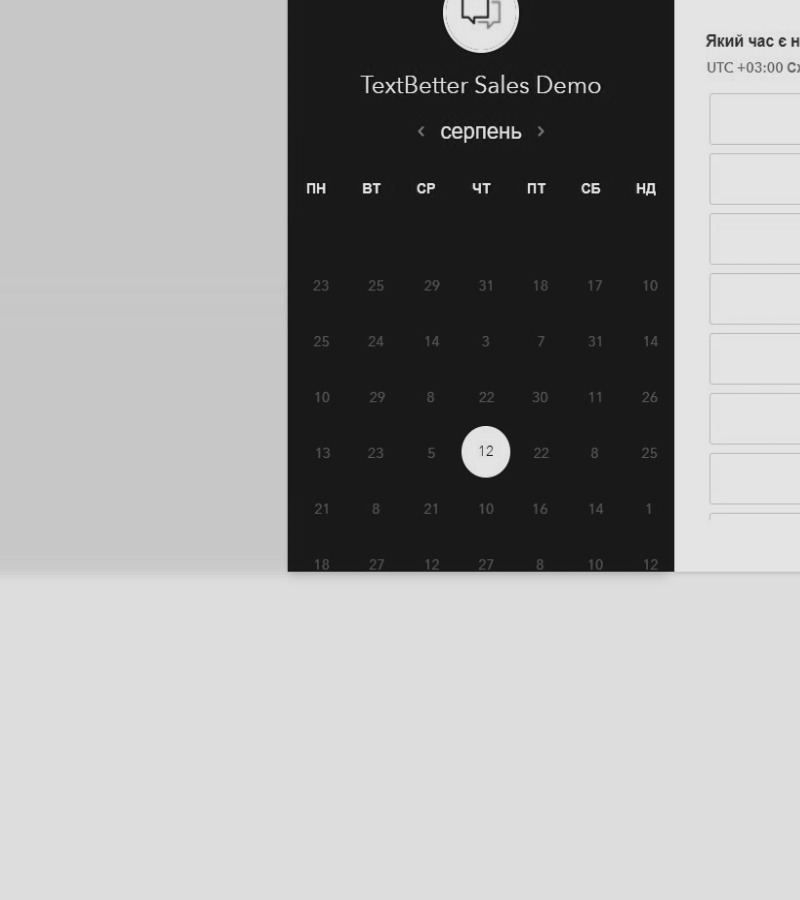 TextBetter Sales Demo
‹ серпень ›
ПН ВТ СР ЧТ ПТ СБ НД
23 25 29 31 18 17 10
25 24 14 3 7 31 14
10 29 8 22 30 11 26
13 23 5 12 22 8 25
21 8 21 10 16 14 1
18 27 12 27 8 10 12
Який час є н
UTC +03:00 Сх